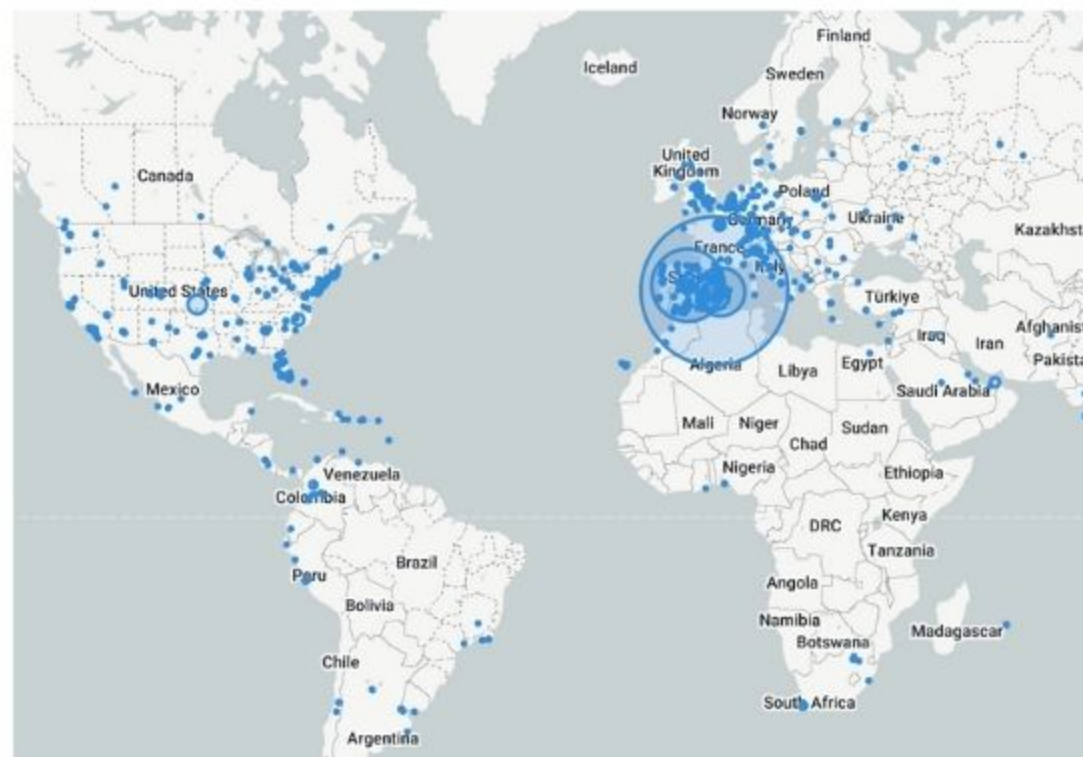 Finland
Iceland
Sweden
Norway
United
Kingdom
Canada
Poland
Germany
Ukraine
Kazakhst
France
Italy
United States
Türkiye
Iraq
Iran
Afghanist
Algeria
Libya
Egypt
Pakista
Mexico
Saudi Arabia
Mali
Niger
Chad
Sudan
Venezuela
Nigeria
Ethiopia
Colombia
DRC
Kenya
Tanzania
Brazil
Peru
Angola
Bolivia
Namibia
Botswana
Madagascar
Chile
South Africa
Argentina